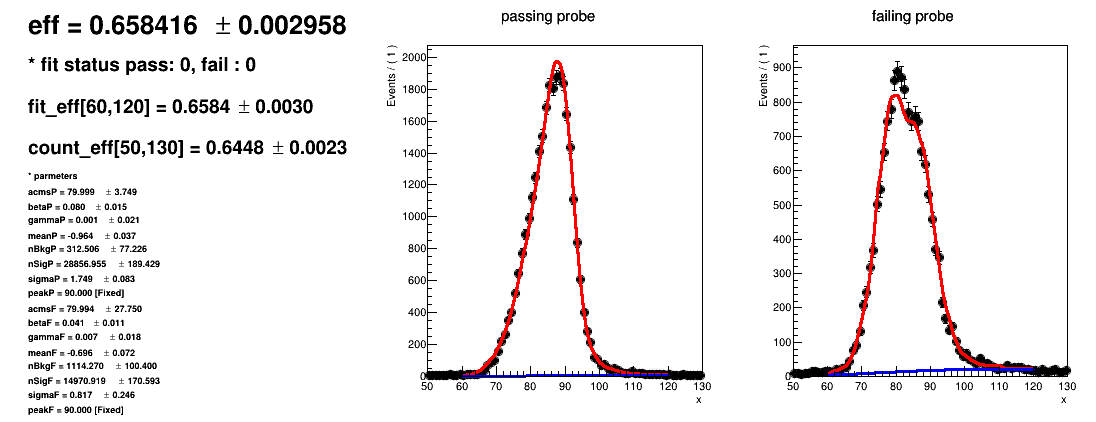 eff = 0.658416 ± 0.002958
* fit status pass: 0, fail : 0
fit_eff[60,120] = 0.6584 ± 0.0030
count_eff[50,130] = 0.6448 ± 0.0023
* parmeters
acmsP = 79.999 ± 3.749
betaP = 0.080 ± 0.015
gammaP = 0.001 ± 0.021
meanP = -0.964 ± 0.037
nBkgP = 312.506 ± 77.226
nSigP = 28856.955 ± 189.429
sigmaP = 1.749 ± 0.083
peakP = 90.000 [Fixed]
acmsF = 79.994 ± 27.750
betaF = 0.041 ± 0.011
gammaF = 0.007 ± 0.018
meanF = -0.696 ± 0.072
nBkgF = 1114.270 ± 100.400
nSigF = 14970.919 ± 170.593
sigmaF = 0.817 ± 0.246
peakF = 90.000 [Fixed]
passing probe
Events / ( 1 )
2000
1800
1600
1400
1200
1000
800
600
400
200
0
50 60 70 80 90 100 110 120 130
x
failing probe
Events / ( 1 )
900
800
700
600
500
400
300
200
100
0
50 60 70 80 90 100 110 120 130
x